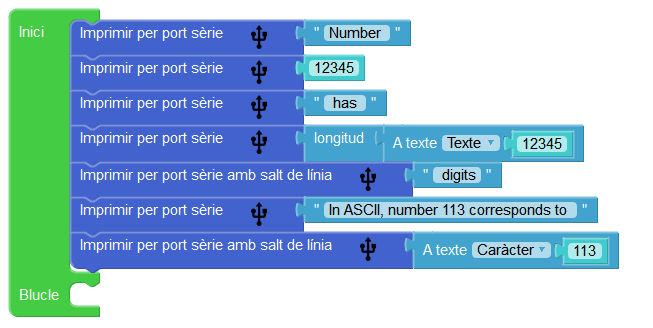 Inici
Imprimir per port sèrie " Number "
Imprimir per port sèrie 12345
Imprimir per port sèrie " has "
Imprimir per port sèrie longitud A texte Texte 12345
Imprimir per port sèrie amb salt de línia " digits "
Imprimir per port sèrie " In ASCII, number 113 corresponds to "
Imprimir per port sèrie amb salt de línia A texte Caràcter 113
Blucle